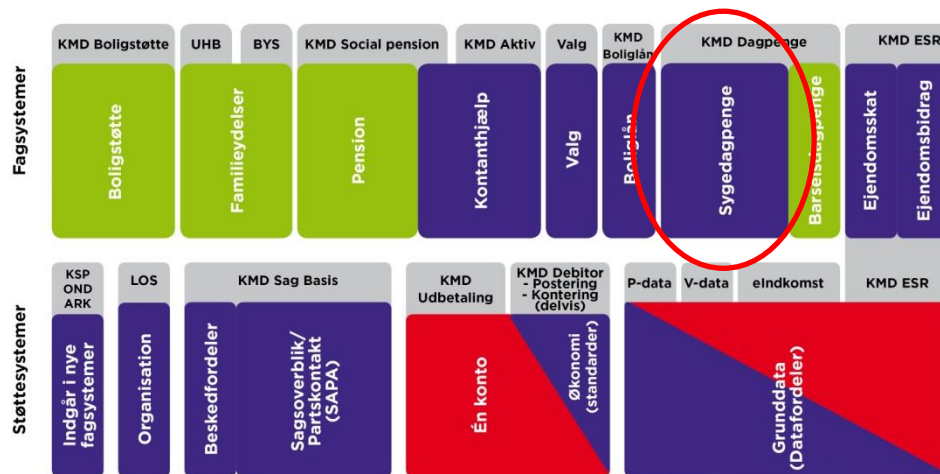 Fagsystemer
KMD Boligstøtte
UHB
BYS
KMD Social pension
KMD Aktiv
Valg
KMD
Boliglån
KMD Dagpenge
KMD ESR
Boligstøtte
Familieydelser
Pension
Kontanthjælp
Valg
Boliglån
Sygedagpenge
Barselsdagpenge
Ejendomsskat
Ejendomsbidrag
Støttesystemer
KSP
OND
ARK
LOS
KMD Sag Basis
KMD
Udbetaling
KMD Debitor
- Postering
- Kontering
(delvis)
P-data
V-data
eIndkomst
KMD ESR
Indgår i nye
fagsystemer
Organisation
Beskedfordeler
Sagsoverblik/
Partskontakt
(SAPA)
Én konto
Økonomi
(standarder)
Grunddata
(Datafordeler)